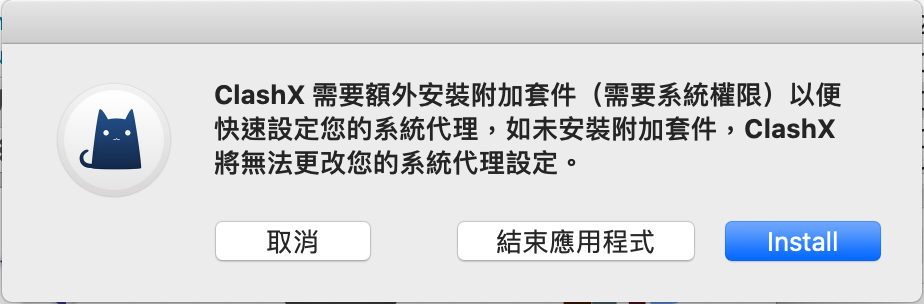 ClashX 需要額外安裝附加套件（需要系統權限）以便
快速設定您的系統代理，如未安裝附加套件，ClashX
將無法更改您的系統代理設定。
取消
結束應用程式
Install